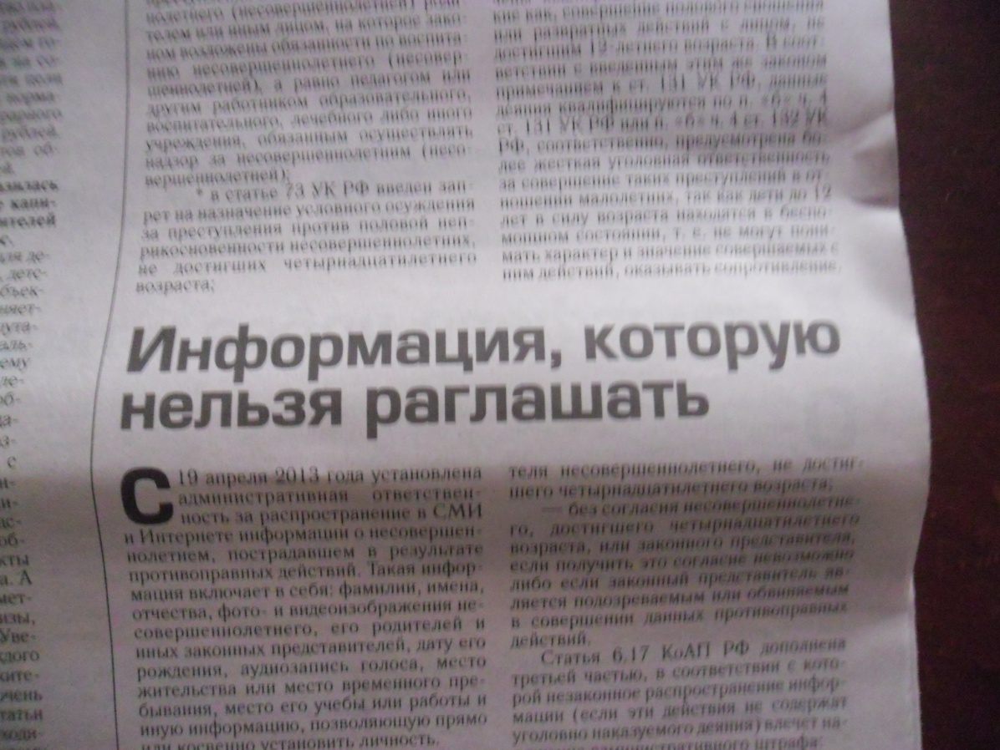 нолетнего (несовершеннолетней)
телем или иным лицом, на которое зако-
ном возложены обязанности по воспита-
нию несовершеннолетнего (несовер-
шеннолетней), а равно педагогом или
другим работником образовательного,
воспитательного, лечебного либо иного
учреждения, обязанным осуществлять
надзор за несовершеннолетним (несо-
вершеннолетней);
* в статье 73 УК РФ введен зап-
рет на назначение условного осуждения
за преступления против половой неп-
рикосновенности несовершеннолетних,
не достигших четырнадцатилетнего
возраста;
кие как, совершение полового сношения
или развратных действий с лицом, не
достигшим 12-летнего возраста. В соот-
ветствии с введенным этим же законом
примечанием к ст. 131 УК РФ, данные
деяния квалифицируются по п. «б» ч. 4
ст. 131 УК РФ или п. «б» ч. 4 ст. 132 УК
РФ, соответственно, предусмотрена бо-
лее жесткая уголовная ответственность
за совершение таких преступлений в от-
ношении малолетних, так как дети до 12
лет в силу возраста находятся в беспо-
мощном состоянии, т. е. не могут пони-
мать характер и значение совершаемых с
ним действий, оказывать сопротивление.
Информация, которую
нельзя раглашать
С 19 апреля 2013 года установлена
административная ответствен-
ность за распространение в СМИ
и Интернете информации о несовершен-
нолетнем, пострадавшем в результате
противоправных действий. Такая инфор-
мация включает в себя: фамилии, имена,
отчества, фото- и видеоизображения не-
совершеннолетнего, его родителей и
иных законных представителей, дату его
рождения, аудиозапись голоса, место
жительства или место временного пре-
бывания, место его учебы или работы и
иную информацию, позволяющую прямо
или косвенно установить личность.
теля несовершеннолетнего, не достиг-
шего четырнадцатилетнего возраста;
— без согласия несовершеннолетне-
го, достигшего четырнадцатилетнего
возраста, или законного представителя,
если получить это согласие невозможно
либо если законный представитель яв-
ляется подозреваемым или обвиняемым
в совершении данных противоправных
действий.
Статья 6.17 КоАП РФ дополнена
третьей частью, в соответствии с кото-
рой незаконное распространение инфор-
мации (если эти действия не содержат
уголовно наказуемого деяния) влечет на-
административного штрафа: